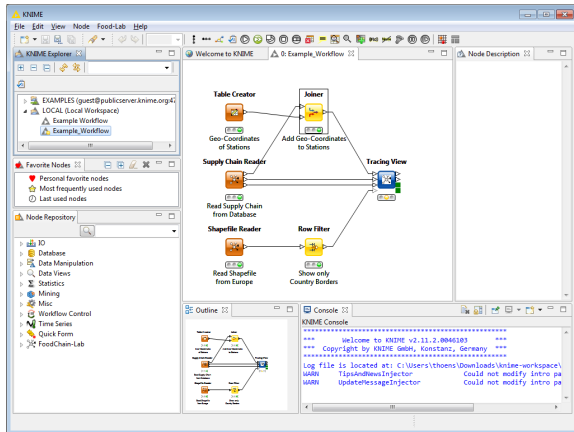 KNIME
File Edit View Node Food-Lab Help
KNIME Explorer
Welcome to KNIME
0: Example_Workflow
Node Description
EXAMPLES (guest@publicserver.knime.org:47
LOCAL (Local Workspace)
Example Workflow
Example_Workflow
Favorite Nodes
Personal favorite nodes
Most frequently used nodes
Last used nodes
Node Repository
IO
Database
Data Manipulation
Data Views
Statistics
Mining
Misc
Workflow Control
Time Series
Quick Form
FoodChain-Lab
Table Creator
Geo-Coordinates
of Stations
Joiner
Add Geo-Coordinates
to Stations
Supply Chain Reader
Read Supply Chain
from Database
Tracing View
Shapefile Reader
Read Shapefile
from Europe
Row Filter
Show only
Country Borders
Outline
Console
KNIME Console
***********************************************
*** Welcome to KNIME v2.11.2.0046103 ***
*** Copyright by KNIME GmbH, Konstanz, Germany ***
***********************************************
Log file is located at: C:\Users\thoens\Downloads\knime-workspace\
WARN TipsAndNewsInjector Could not modify intro pa
WARN UpdateMessageInjector Could not modify intro pa